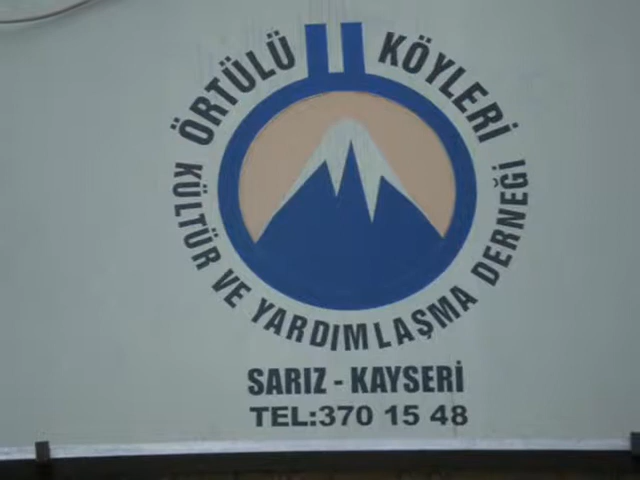 ÖRTÜLÜ KÖYLERİ
KÜLTÜR VE YARDIMLAŞMA DERNEĞİ
SARIZ - KAYSERİ
TEL:370 15 48